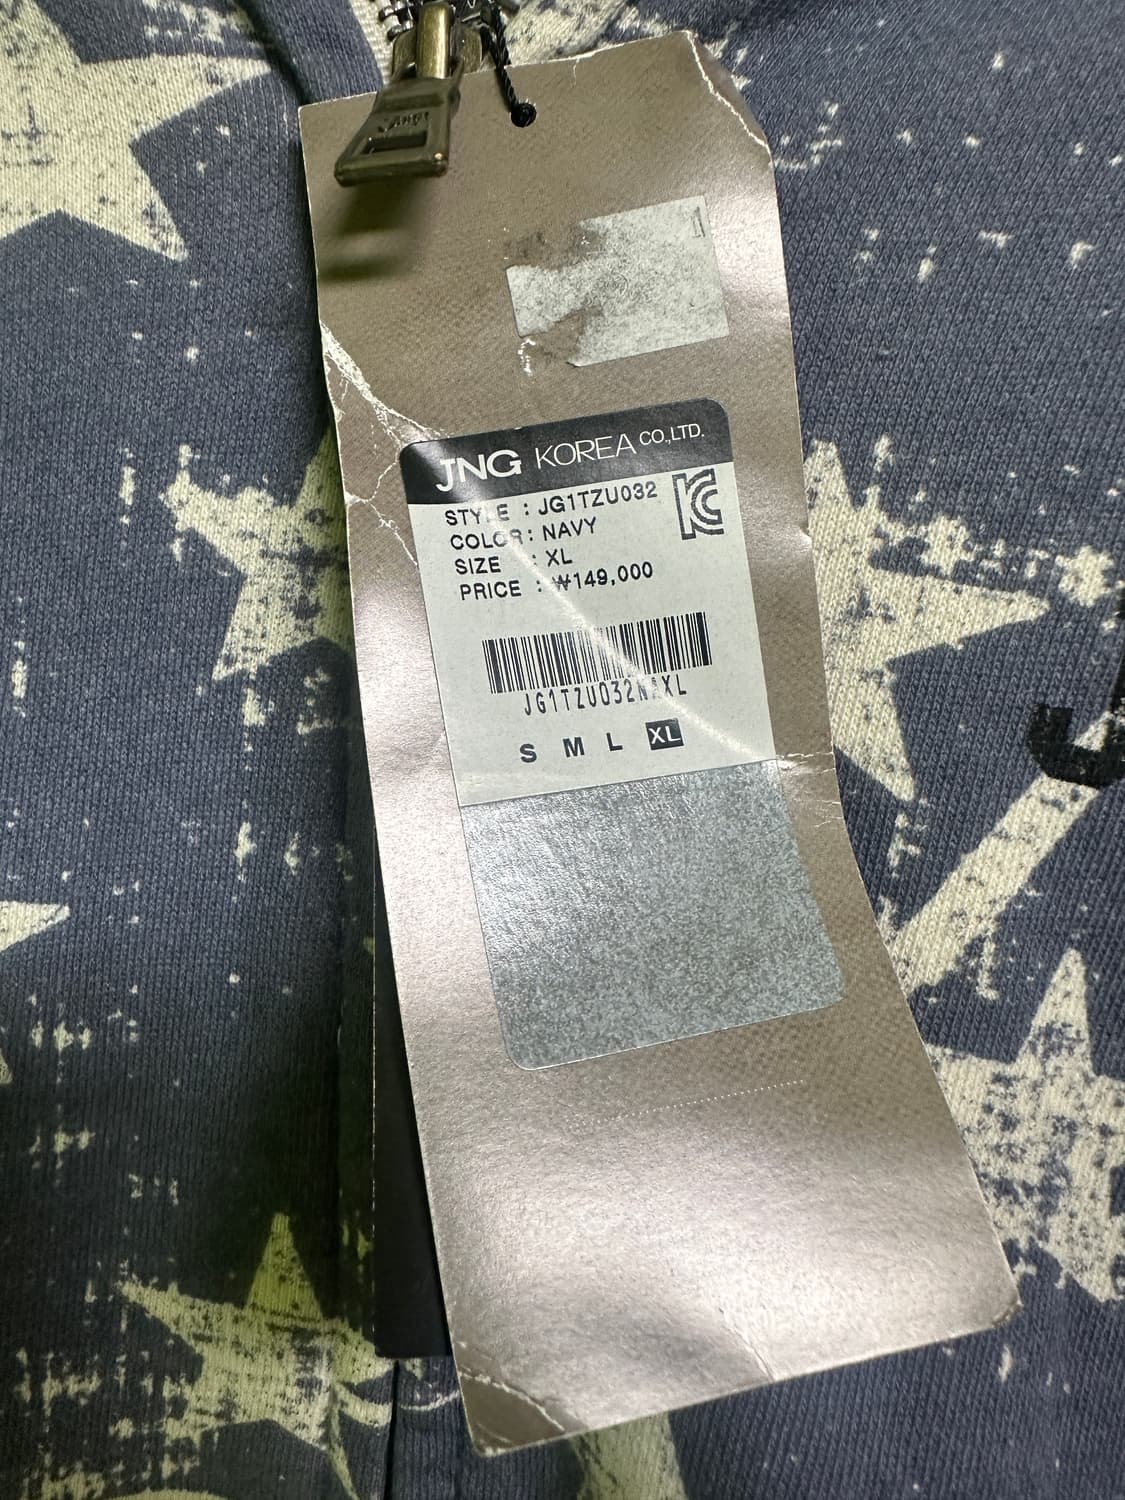 JNG KOREA CO.,LTD.
STYLE : JG1TZU032
COLOR : NAVY
SIZE : XL
PRICE : ₩149,000
JG1TZU032NAXL
S M L XL